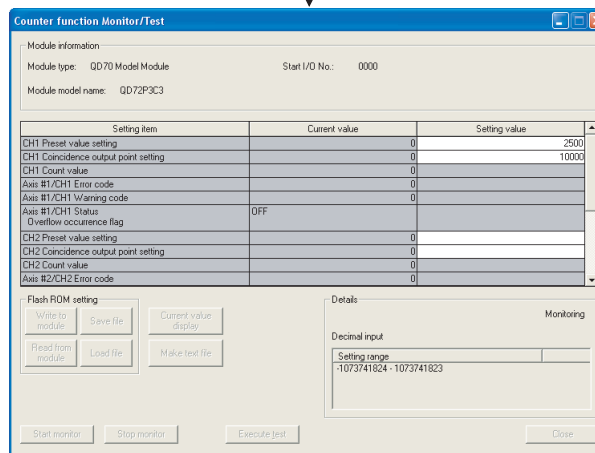 Counter function Monitor/Test
Module information
Module type: QD70 Model Module Start I/O No.: 0000
Module model name: QD72P3C3
Setting item Current value Setting value
CH1 Preset value setting 0 2500
CH1 Coincidence output point setting 0 10000
CH1 Count value 0
Axis #1/CH1 Error code 0
Axis #1/CH1 Warning code 0
Axis #1/CH1 Status OFF
Overflow occurrence flag
CH2 Preset value setting 0
CH2 Coincidence output point setting 0
CH2 Count value 0
Axis #2/CH2 Error code 0
Flash ROM setting
Write to
module
Save file
Current value
display
Read from
module
Load file
Make text file
Details
Monitoring
Decimal input
Setting range
-1073741824 - 1073741823
Start monitor Stop monitor Execute test Close